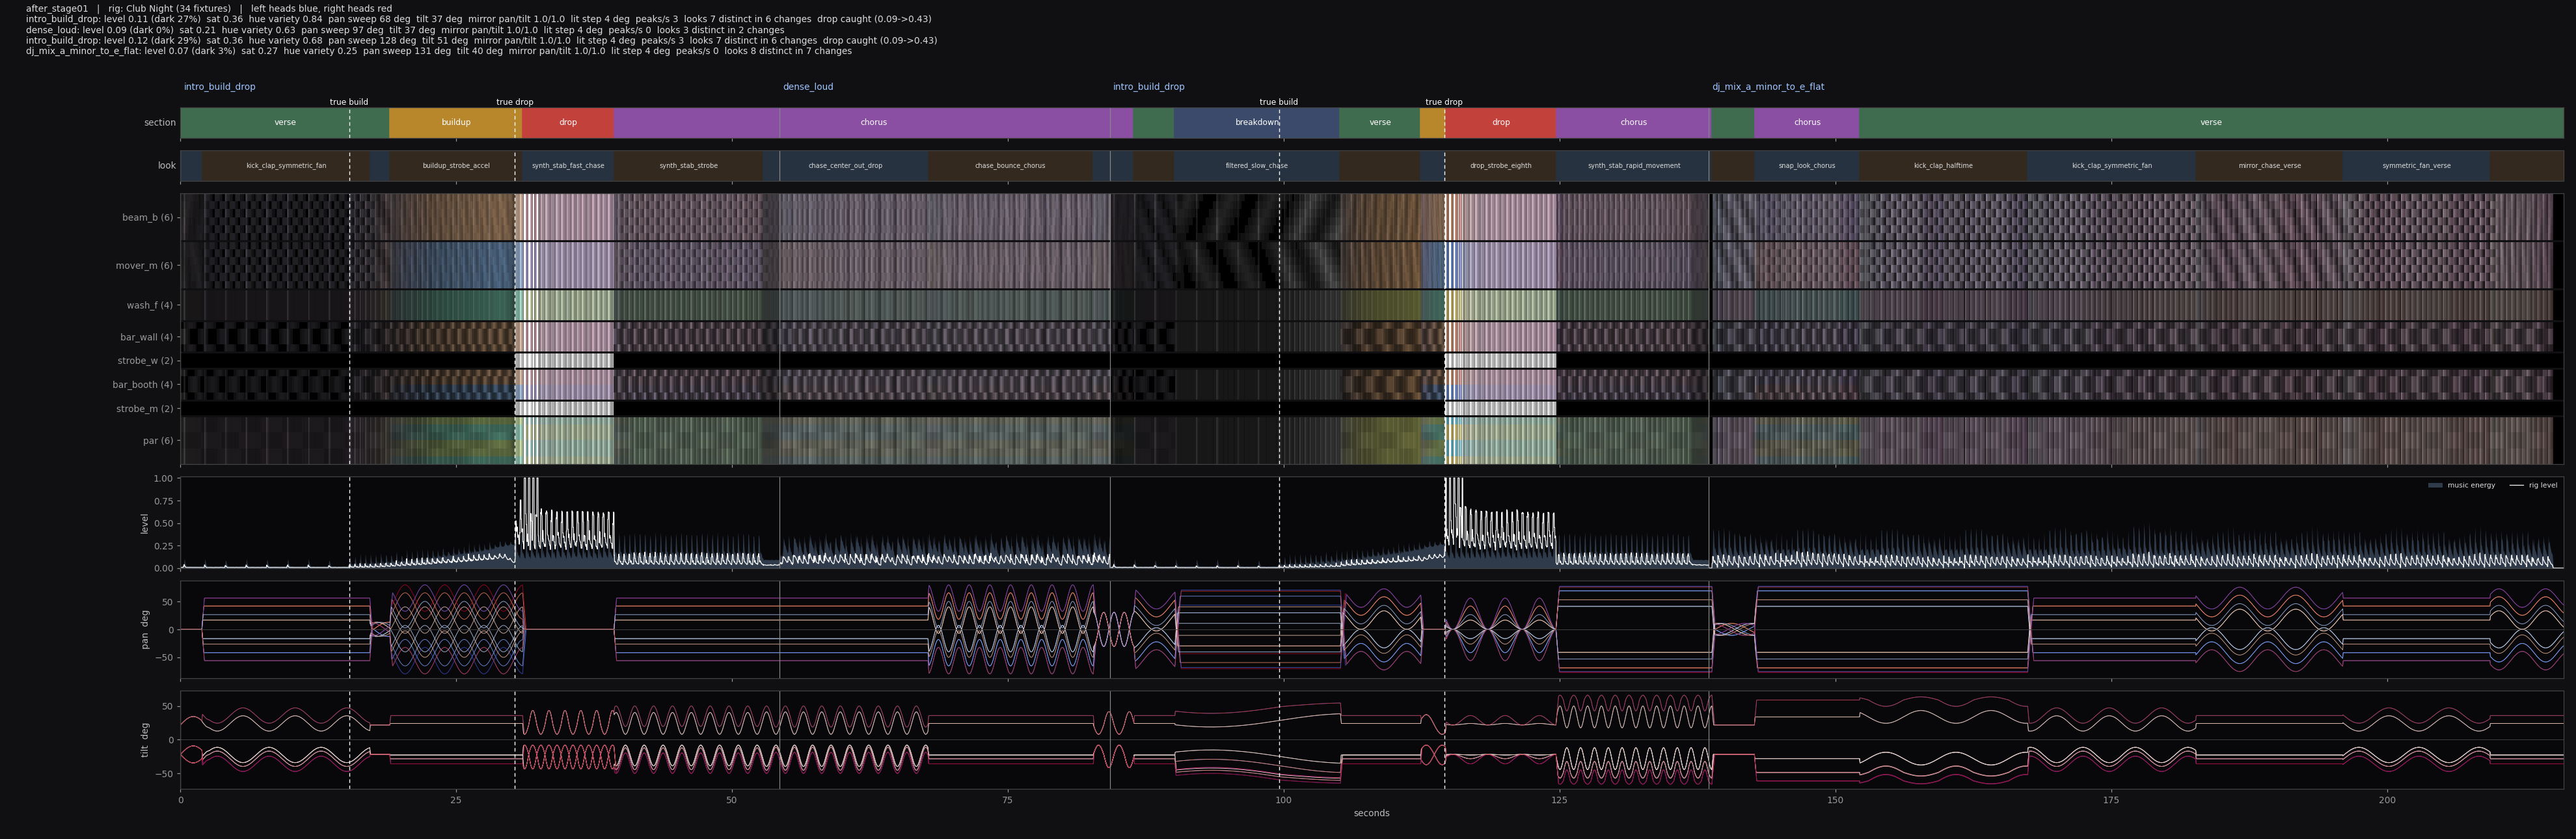 after_stage01   |   rig: Club Night (34 fixtures)   |   left heads blue, right heads red
intro_build_drop: level 0.11 (dark 27%)  sat 0.36  hue variety 0.84  pan sweep 68 deg  tilt 37 deg  mirror pan/tilt 1.0/1.0  lit step 4 deg  peaks/s 3  looks 7 distinct in 6 changes  drop caught (0.09->0.43)
dense_loud: level 0.09 (dark 0%)  sat 0.21  hue variety 0.63  pan sweep 97 deg  tilt 37 deg  mirror pan/tilt 1.0/1.0  lit step 4 deg  peaks/s 0  looks 3 distinct in 2 changes
intro_build_drop: level 0.12 (dark 29%)  sat 0.36  hue variety 0.68  pan sweep 128 deg  tilt 51 deg  mirror pan/tilt 1.0/1.0  lit step 4 deg  peaks/s 3  looks 7 distinct in 6 changes  drop caught (0.09->0.43)
dj_mix_a_minor_to_e_flat: level 0.07 (dark 3%)  sat 0.27  hue variety 0.25  pan sweep 131 deg  tilt 40 deg  mirror pan/tilt 1.0/1.0  lit step 4 deg  peaks/s 0  looks 8 distinct in 7 changes
intro_build_drop dense_loud intro_build_drop dj_mix_a_minor_to_e_flat
true build true drop true build true drop
section verse buildup drop chorus breakdown verse drop chorus chorus verse
look kick_clap_symmetric_fan buildup_strobe_accel synth_stab_fast_chase synth_stab_strobe chase_center_out_drop chase_bounce_chorus filtered_slow_chase drop_strobe_eighth synth_stab_rapid_movement snap_look_chorus kick_clap_halftime kick_clap_symmetric_fan mirror_chase_verse symmetric_fan_verse
beam_b (6)
mover_m (6)
wash_f (4)
bar_wall (4)
strobe_w (2)
bar_booth (4)
strobe_m (2)
par (6)
level
1.00
0.75
0.50
0.25
0.00
music energy rig level
pan deg
50
0
−50
tilt deg
50
0
−50
0 25 50 75 100 125 150 175 200
seconds